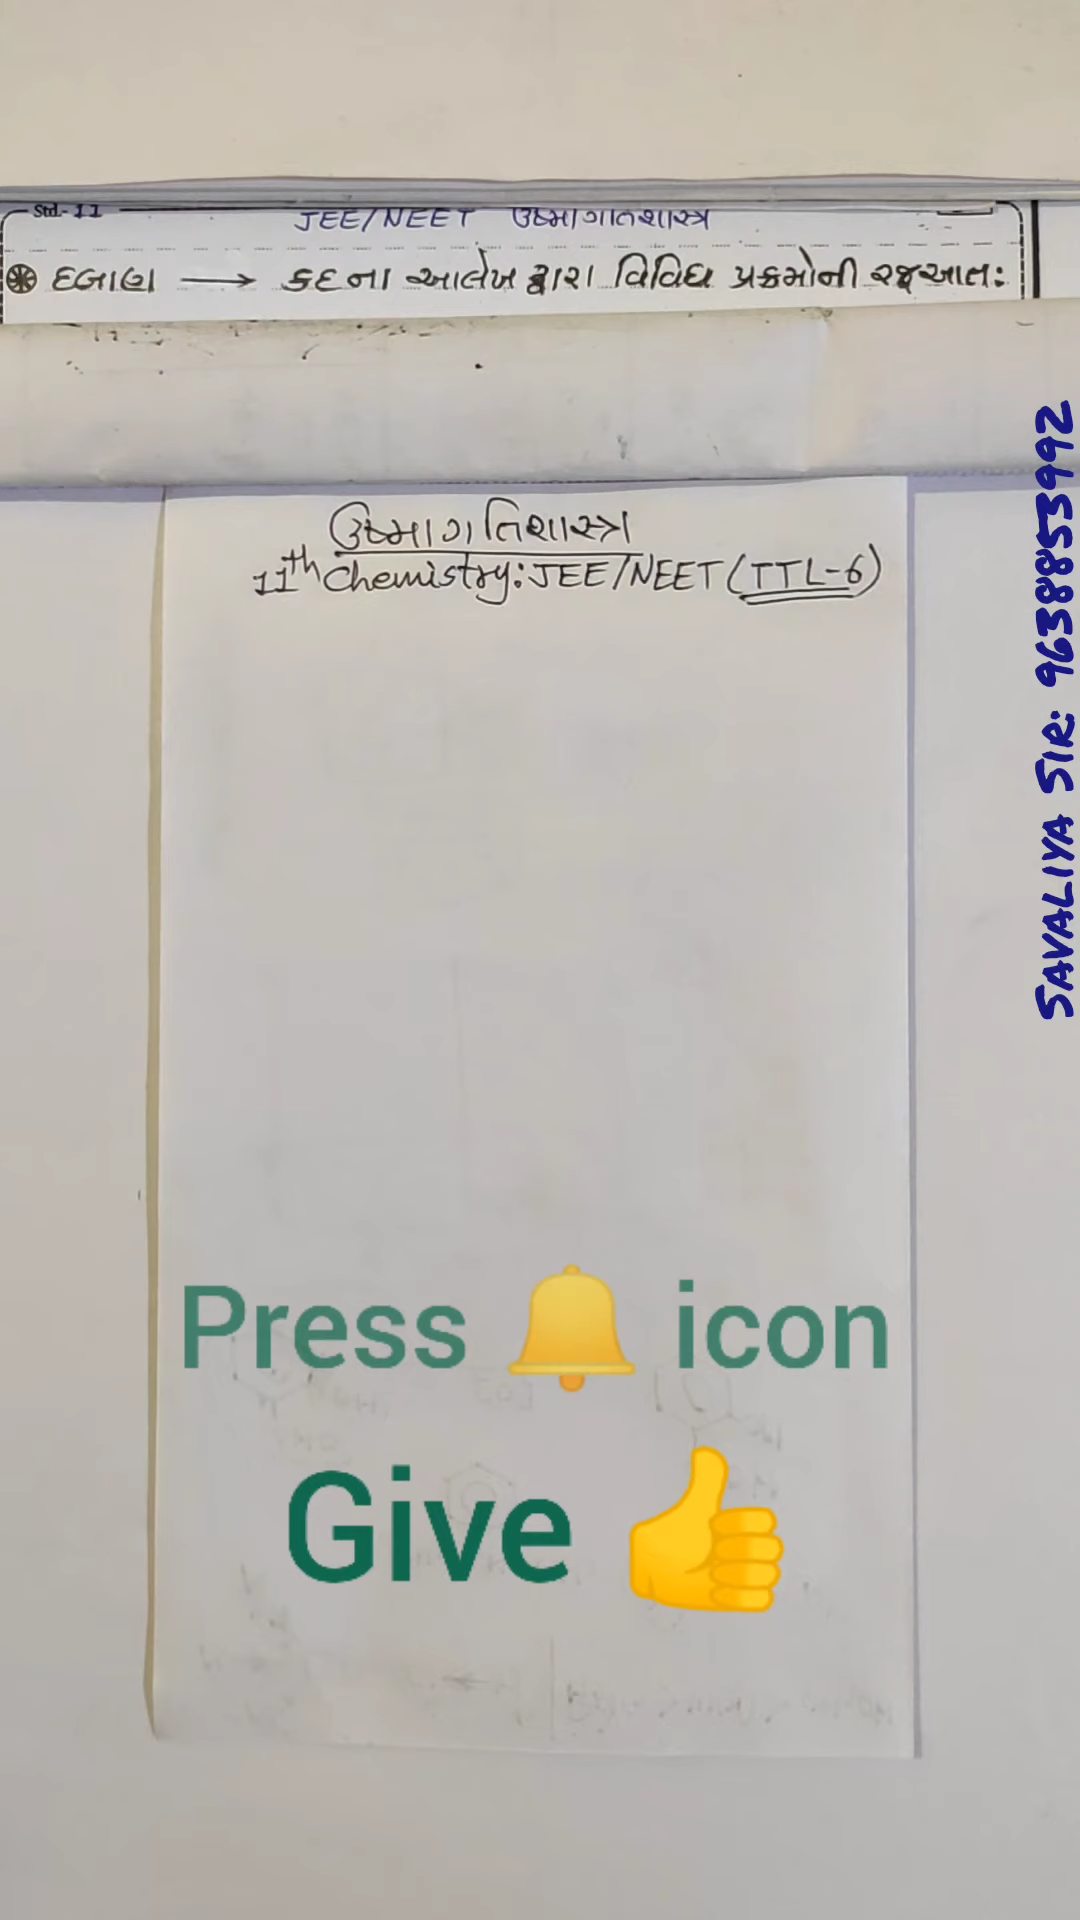 Std.- 11
JEE/NEET ઉષ્માગતિશાસ્ત્ર
દબાણ → કદના આલેખ દ્વારા વિવિધ પ્રક્રમોની રજૂઆત:
ઉષ્માગતિશાસ્ત્ર
11th Chemistry: JEE/NEET (TTL-6)
SAVALIYA SIR: 9638853992
Press 🔔 icon
Give 👍